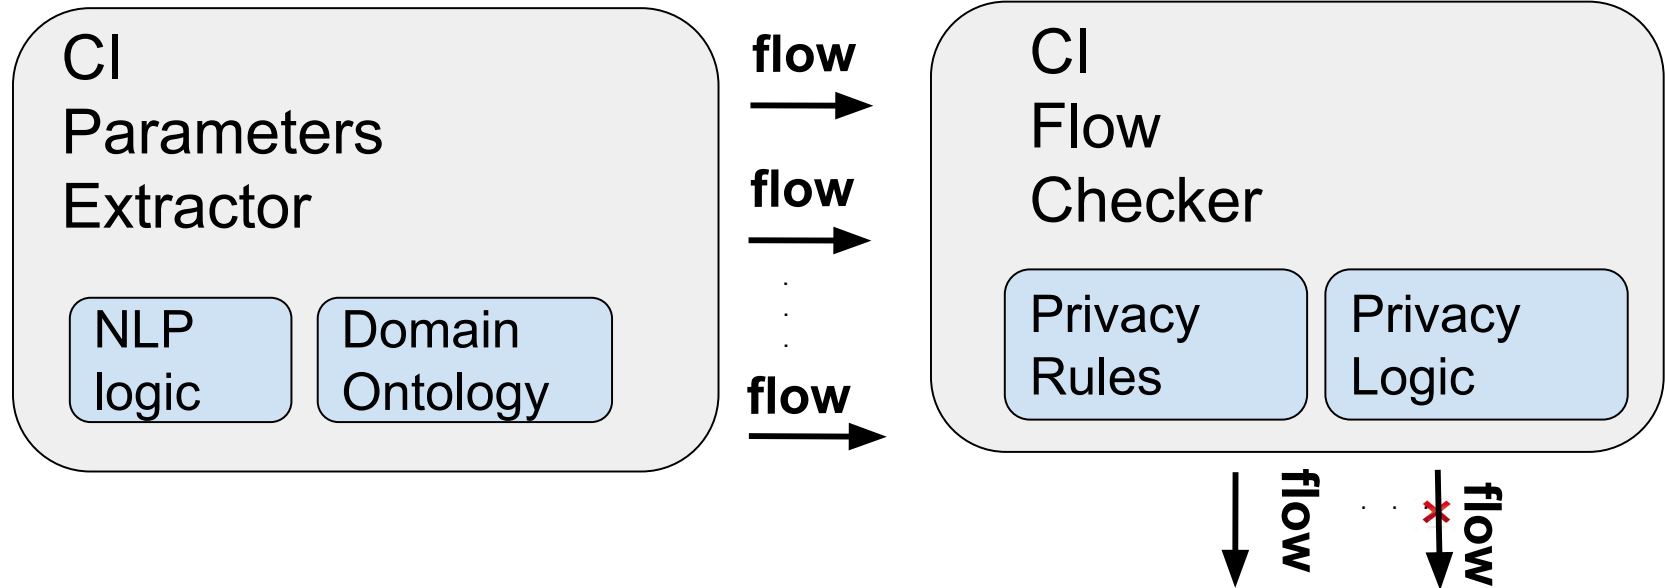 CI
Parameters
Extractor
NLP
logic
Domain
Ontology
flow
flow
flow
CI
Flow
Checker
Privacy
Rules
Privacy
Logic
flow
flow